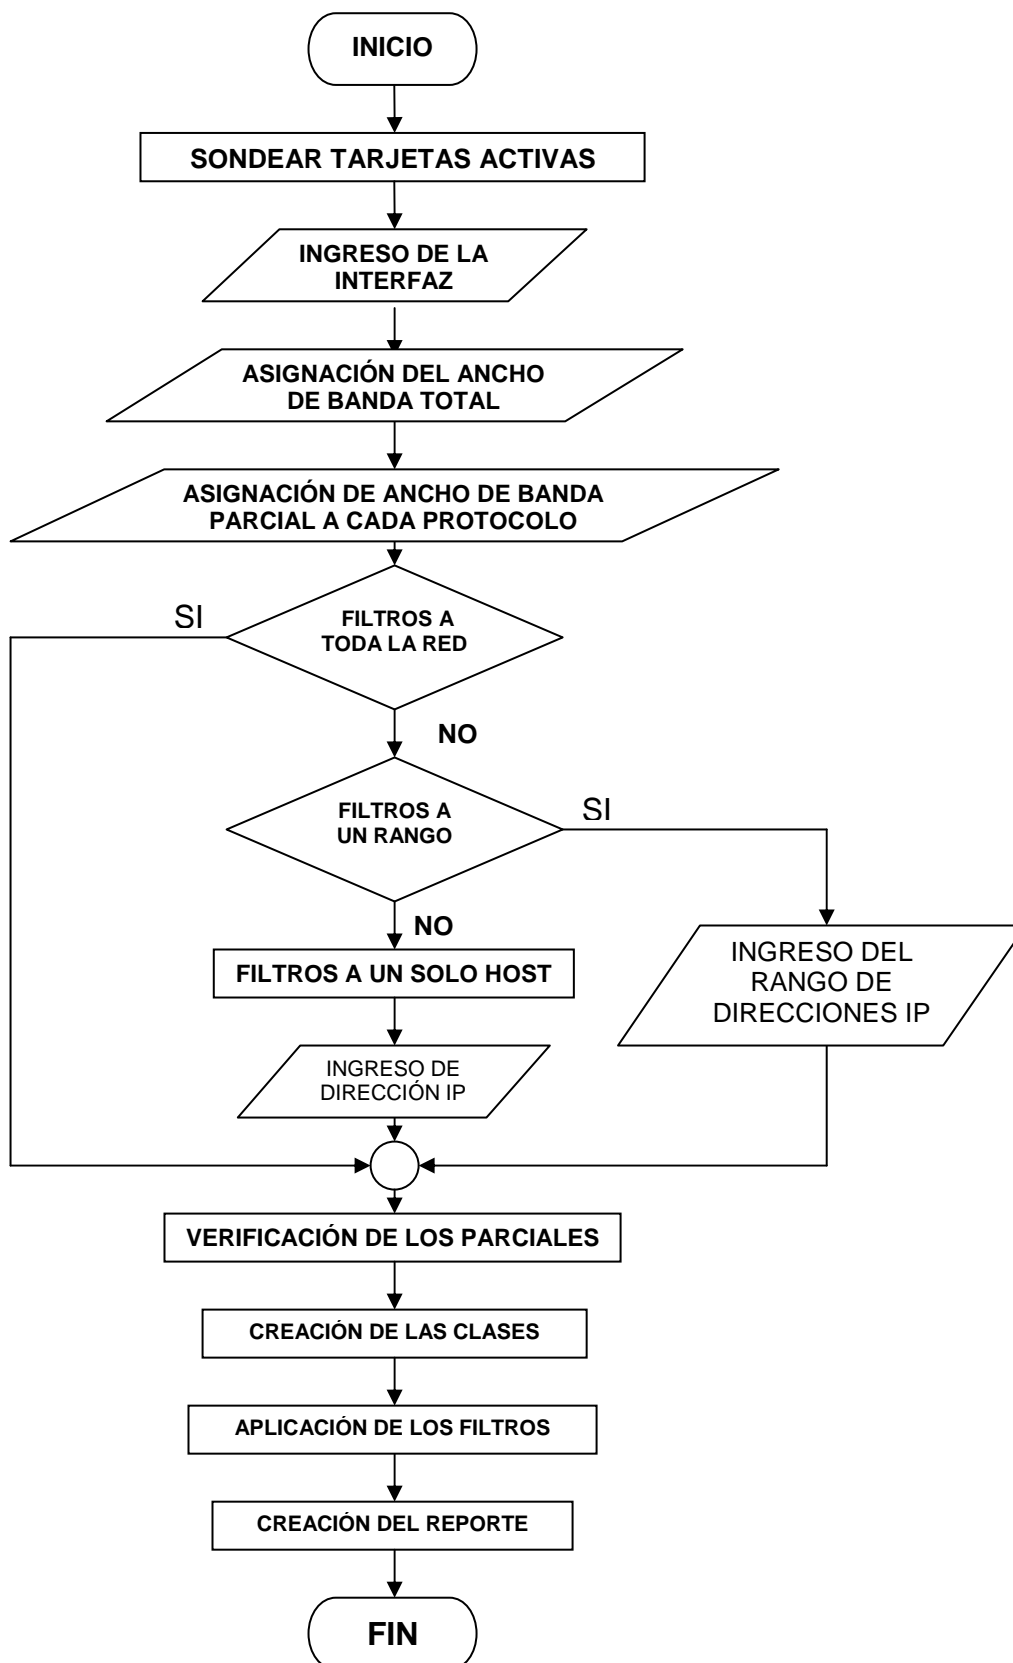 INICIO
SONDEAR TARJETAS ACTIVAS
INGRESO DE LA
INTERFAZ
ASIGNACIÓN DEL ANCHO
DE BANDA TOTAL
ASIGNACIÓN DE ANCHO DE BANDA
PARCIAL A CADA PROTOCOLO
SI
FILTROS A
TODA LA RED
NO
FILTROS A
UN RANGO
SI
NO
FILTROS A UN SOLO HOST
INGRESO DEL
RANGO DE
DIRECCIONES IP
INGRESO DE
DIRECCIÓN IP
VERIFICACIÓN DE LOS PARCIALES
CREACIÓN DE LAS CLASES
APLICACIÓN DE LOS FILTROS
CREACIÓN DEL REPORTE
FIN